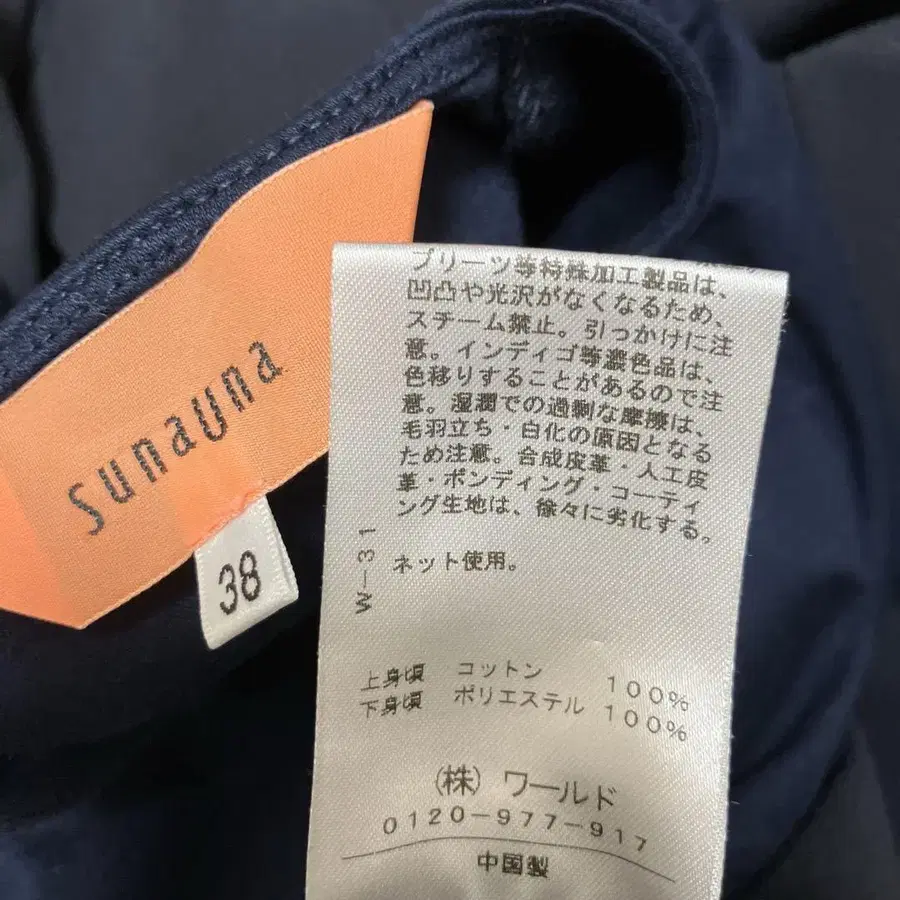 sunauna
38
プリーツ等特殊加工製品は、
凹凸や光沢がなくなるため、
スチーム禁止。引っかけに注
意。インディゴ等濃色品は、
色移りすることがあるので注
意。湿潤での過剰な摩擦は、
毛羽立ち・白化の原因となる
ため注意。合成皮革・人工皮
革・ボンディング・コーティ
ング生地は、徐々に劣化する。
ネット使用。
W-31
上身頃 コットン 100%
下身頃 ポリエステル 100%
(株) ワールド
0120-977-917
中国製